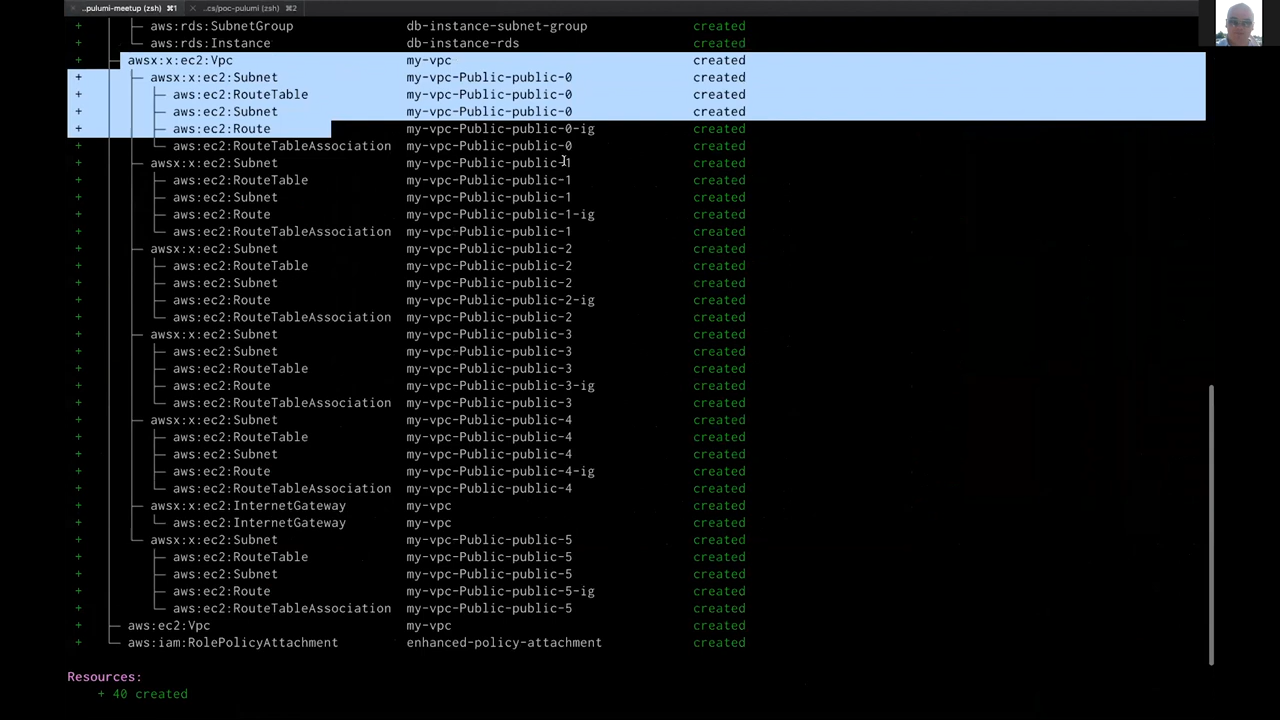 ..pulumi-meetup (zsh) ⌘1 ..cs/poc-pulumi (zsh) ⌘2
+ ├─ aws:rds:SubnetGroup db-instance-subnet-group created
+ └─ aws:rds:Instance db-instance-rds created
+ ├─ awsx:x:ec2:Vpc my-vpc created
+ ├─ awsx:x:ec2:Subnet my-vpc-Public-public-0 created
+ ├─ aws:ec2:RouteTable my-vpc-Public-public-0 created
+ ├─ aws:ec2:Subnet my-vpc-Public-public-0 created
+ ├─ aws:ec2:Route my-vpc-Public-public-0-ig created
+ └─ aws:ec2:RouteTableAssociation my-vpc-Public-public-0 created
+ ├─ awsx:x:ec2:Subnet my-vpc-Public-public-1 created
+ ├─ aws:ec2:RouteTable my-vpc-Public-public-1 created
+ ├─ aws:ec2:Subnet my-vpc-Public-public-1 created
+ ├─ aws:ec2:Route my-vpc-Public-public-1-ig created
+ └─ aws:ec2:RouteTableAssociation my-vpc-Public-public-1 created
+ ├─ awsx:x:ec2:Subnet my-vpc-Public-public-2 created
+ ├─ aws:ec2:RouteTable my-vpc-Public-public-2 created
+ ├─ aws:ec2:Subnet my-vpc-Public-public-2 created
+ ├─ aws:ec2:Route my-vpc-Public-public-2-ig created
+ └─ aws:ec2:RouteTableAssociation my-vpc-Public-public-2 created
+ ├─ awsx:x:ec2:Subnet my-vpc-Public-public-3 created
+ ├─ aws:ec2:Subnet my-vpc-Public-public-3 created
+ ├─ aws:ec2:RouteTable my-vpc-Public-public-3 created
+ ├─ aws:ec2:Route my-vpc-Public-public-3-ig created
+ └─ aws:ec2:RouteTableAssociation my-vpc-Public-public-3 created
+ ├─ awsx:x:ec2:Subnet my-vpc-Public-public-4 created
+ ├─ aws:ec2:RouteTable my-vpc-Public-public-4 created
+ ├─ aws:ec2:Subnet my-vpc-Public-public-4 created
+ ├─ aws:ec2:Route my-vpc-Public-public-4-ig created
+ └─ aws:ec2:RouteTableAssociation my-vpc-Public-public-4 created
+ ├─ awsx:x:ec2:InternetGateway my-vpc created
+ └─ aws:ec2:InternetGateway my-vpc created
+ └─ awsx:x:ec2:Subnet my-vpc-Public-public-5 created
+ ├─ aws:ec2:RouteTable my-vpc-Public-public-5 created
+ ├─ aws:ec2:Subnet my-vpc-Public-public-5 created
+ ├─ aws:ec2:Route my-vpc-Public-public-5-ig created
+ └─ aws:ec2:RouteTableAssociation my-vpc-Public-public-5 created
+ ├─ aws:ec2:Vpc my-vpc created
+ └─ aws:iam:RolePolicyAttachment enhanced-policy-attachment created
Resources:
+ 40 created